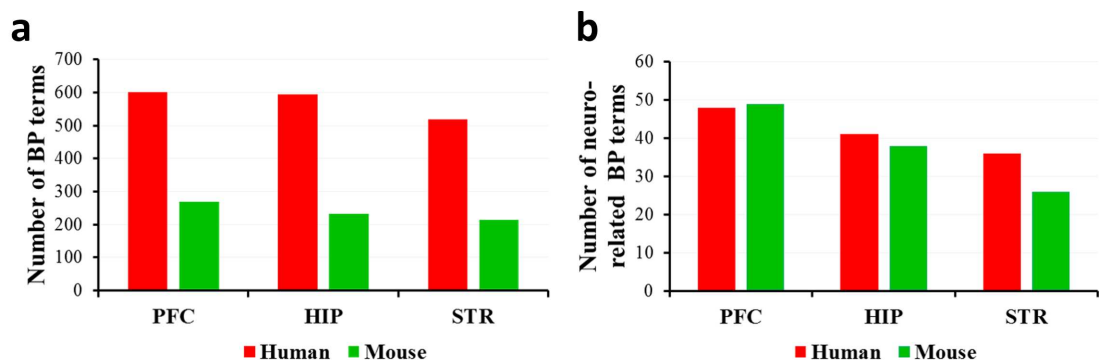 a
Number of BP terms
700
600
500
400
300
200
100
0
PFC HIP STR
Human Mouse
b
Number of neuro-
related BP terms
60
50
40
30
20
10
0
PFC HIP STR
Human Mouse